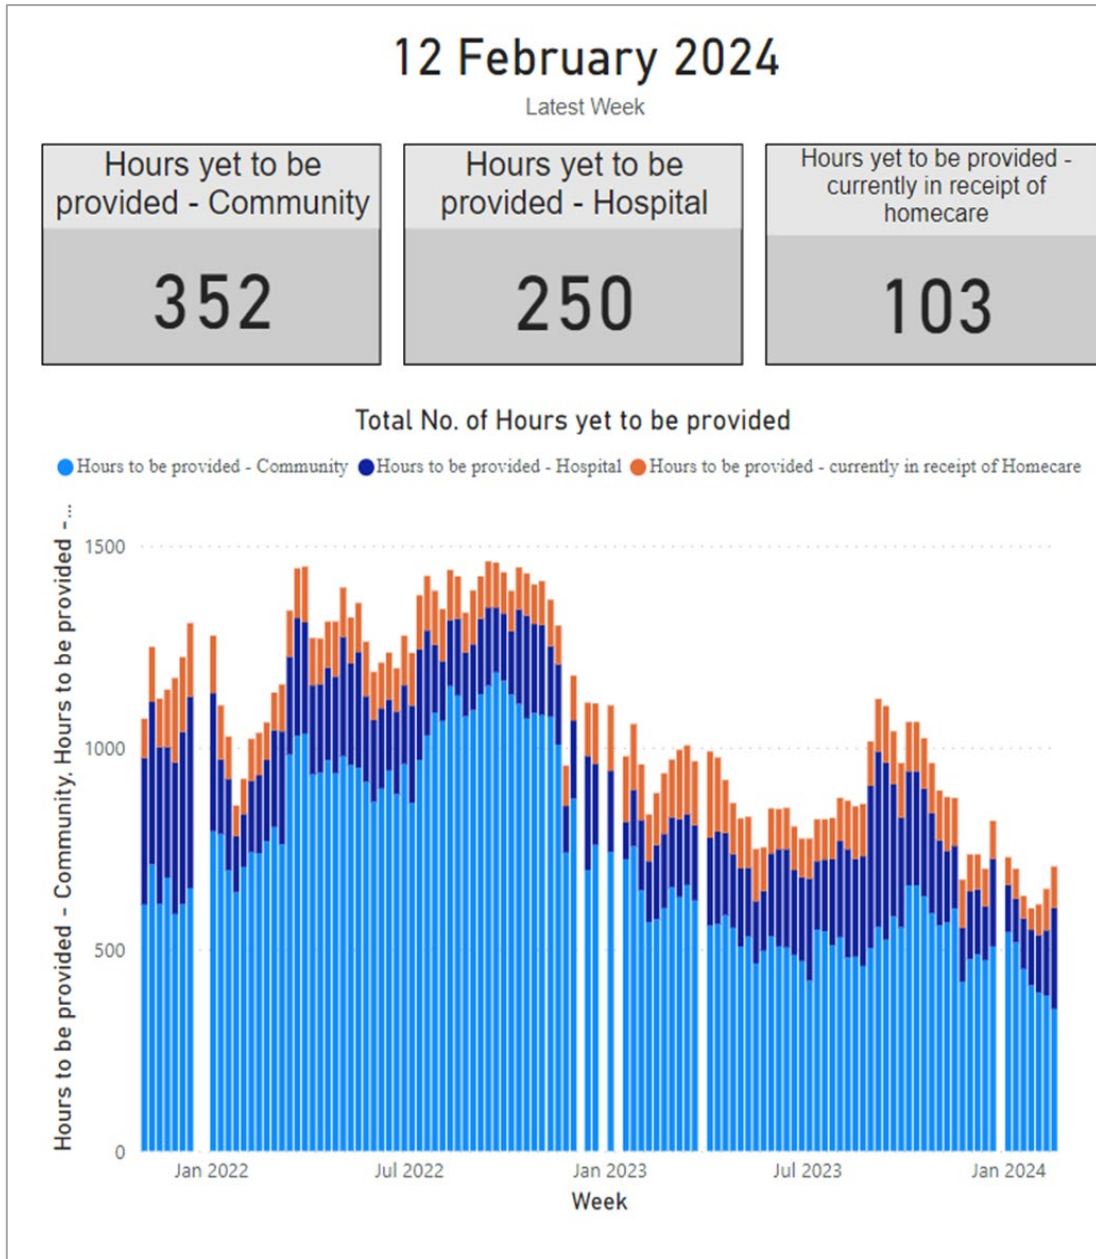 12 February 2024
Latest Week
Hours yet to be
provided - Community
352
Hours yet to be
provided - Hospital
250
Hours yet to be provided -
currently in receipt of
homecare
103
Total No. of Hours yet to be provided
Hours to be provided - Community Hours to be provided - Hospital Hours to be provided - currently in receipt of Homecare
Hours to be provided - Community, Hours to be provided -...
1500
1000
500
0
Jan 2022 Jul 2022 Jan 2023 Jul 2023 Jan 2024
Week